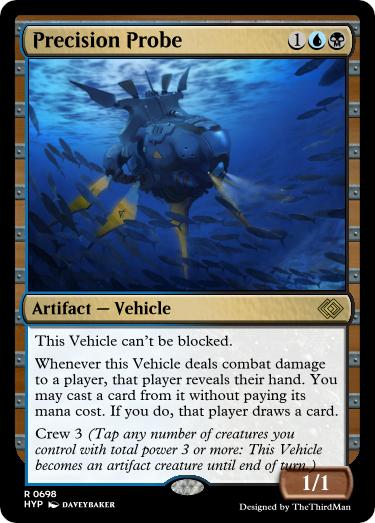 Precision Probe 1
Artifact — Vehicle
This Vehicle can't be blocked.
Whenever this Vehicle deals combat damage
to a player, that player reveals their hand. You
may cast a card from it without paying its
mana cost. If you do, that player draws a card.
Crew 3 (Tap any number of creatures you
control with total power 3 or more: This Vehicle
becomes an artifact creature until end of turn.)
1/1
R 0698
HYP DAVEYBAKER
Designed by TheThirdMan